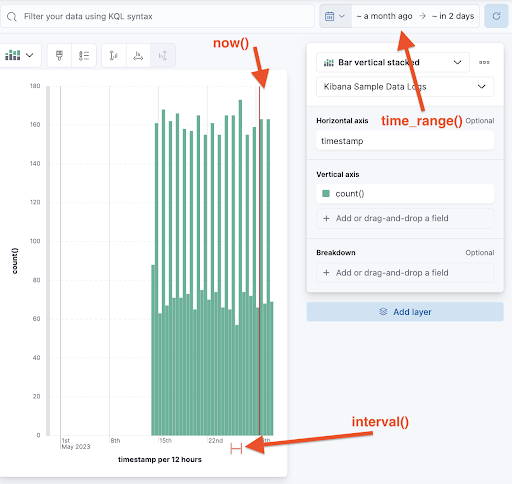 Filter your data using KQL syntax
~ a month ago → ~ in 2 days
now()
Bar vertical stacked
Kibana Sample Data Logs
time_range()
Horizontal axis
Optional
timestamp
Vertical axis
count()
+ Add or drag-and-drop a field
Breakdown
Optional
+ Add or drag-and-drop a field
Add layer
180
160
140
120
100
80
60
40
20
0
count()
1st
May 2023
8th
15th
22nd
timestamp per 12 hours
interval()